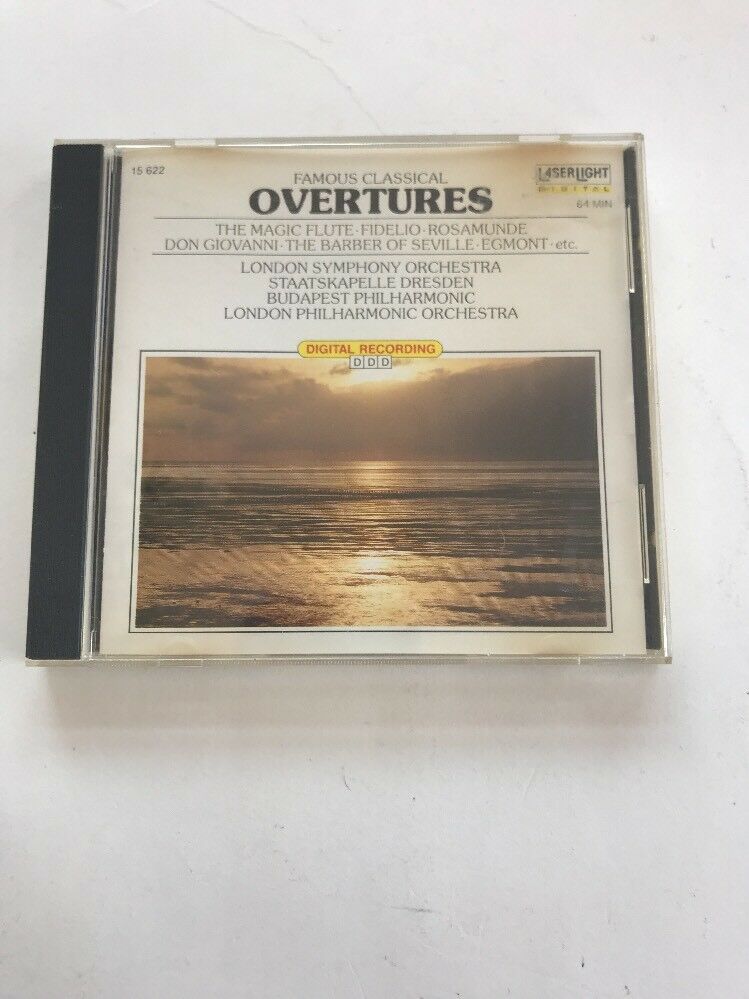 15 622
FAMOUS CLASSICAL
OVERTURES
LASERLIGHT
DIGITAL
64 MIN
THE MAGIC FLUTE · FIDELIO · ROSAMUNDE
DON GIOVANNI · THE BARBER OF SEVILLE · EGMONT · etc.
LONDON SYMPHONY ORCHESTRA
STAATSKAPELLE DRESDEN
BUDAPEST PHILHARMONIC
LONDON PHILHARMONIC ORCHESTRA
DIGITAL RECORDING
DDD